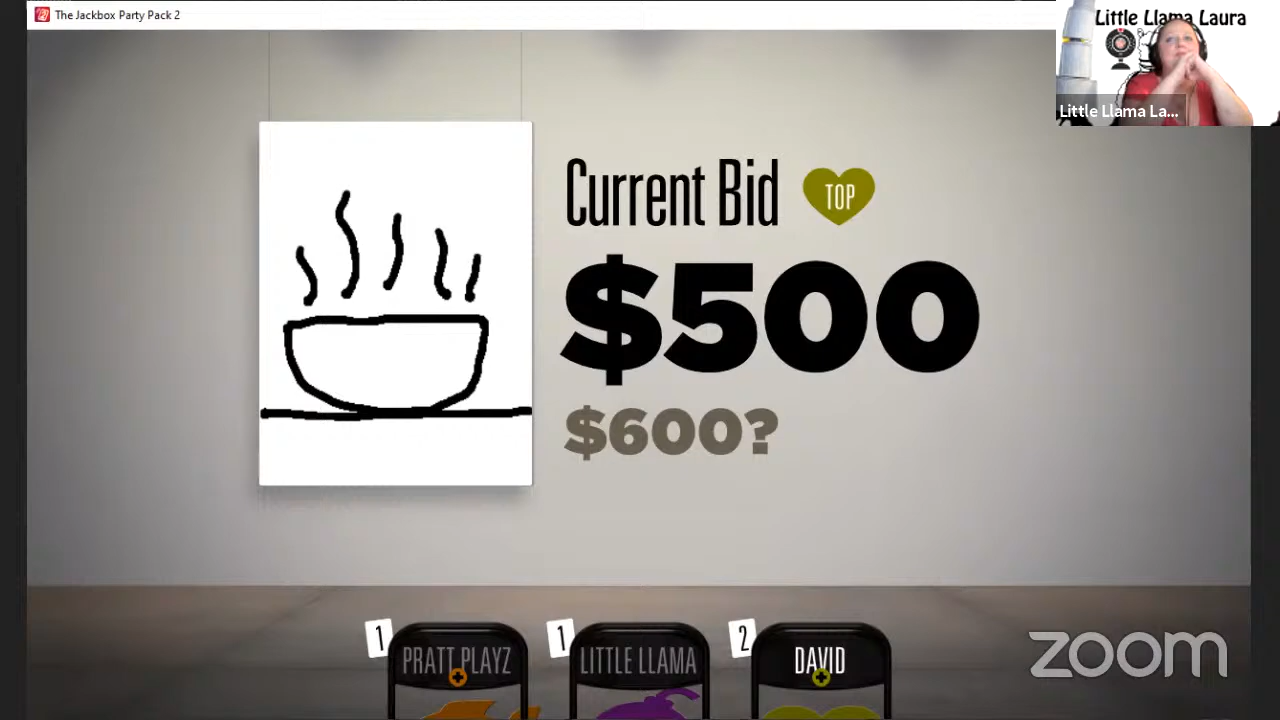 The Jackbox Party Pack 2
Little Llama Laura
Little Llama La...
Current Bid
TOP
$500
$600?
1
PRATT PLAYZ
1
LITTLE LLAMA
2
DAVID
zoom